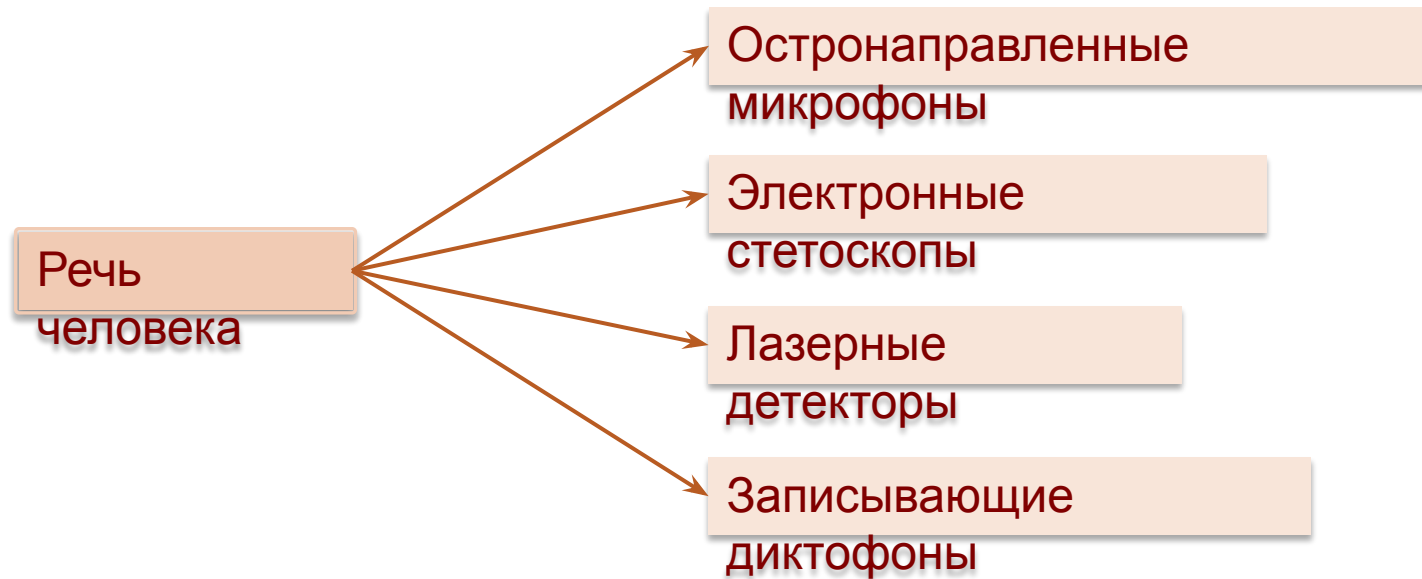 Речь
человека
Остронаправленные
микрофоны
Электронные
стетоскопы
Лазерные
детекторы
Записывающие
диктофоны